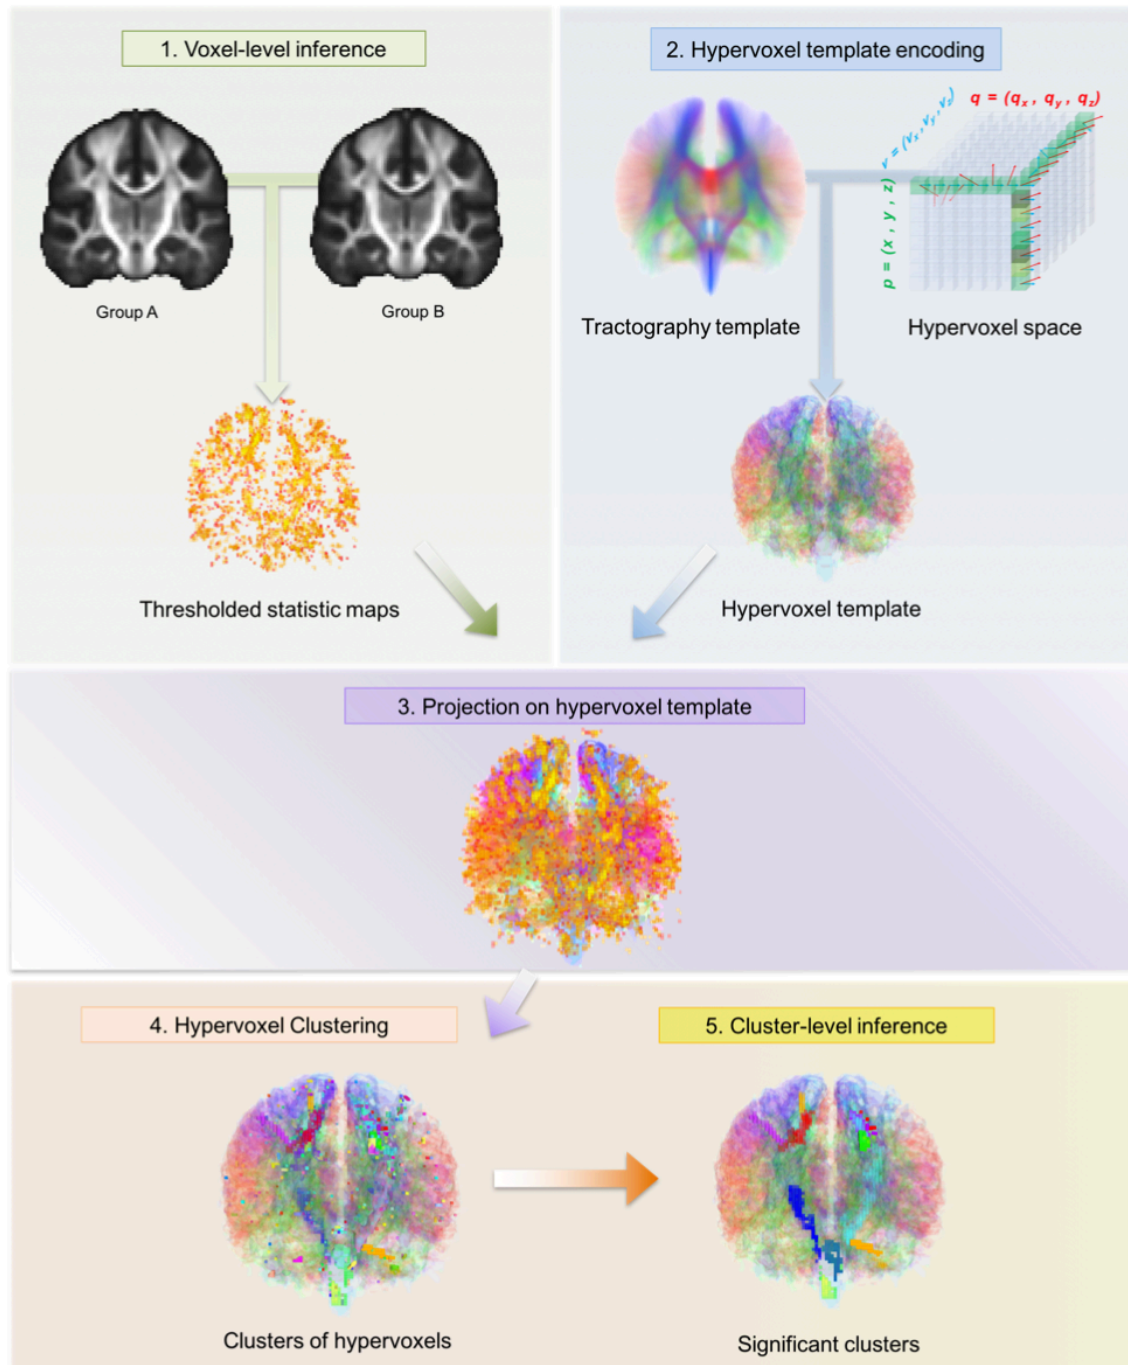 1. Voxel-level inference
Group A
Group B
Thresholded statistic maps
2. Hypervoxel template encoding
q = (qx , qy , qz)
v = (vx, vy, vz)
p = (x , y , z)
Tractography template
Hypervoxel space
Hypervoxel template
3. Projection on hypervoxel template
4. Hypervoxel Clustering
5. Cluster-level inference
Clusters of hypervoxels
Significant clusters